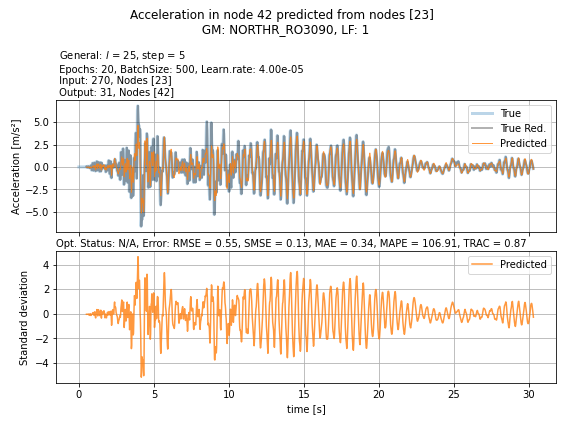 Acceleration in node 42 predicted from nodes [23]
GM: NORTHR_RO3090, LF: 1
General: l = 25, step = 5
Epochs: 20, BatchSize: 500, Learn.rate: 4.00e-05
Input: 270, Nodes [23]
Output: 31, Nodes [42]
Acceleration [m/s²]
5.0
2.5
0.0
−2.5
−5.0
True
True Red.
Predicted
Opt. Status: N/A, Error: RMSE = 0.55, SMSE = 0.13, MAE = 0.34, MAPE = 106.91, TRAC = 0.87
Standard deviation
4
2
0
−2
−4
Predicted
0 5 10 15 20 25 30
time [s]